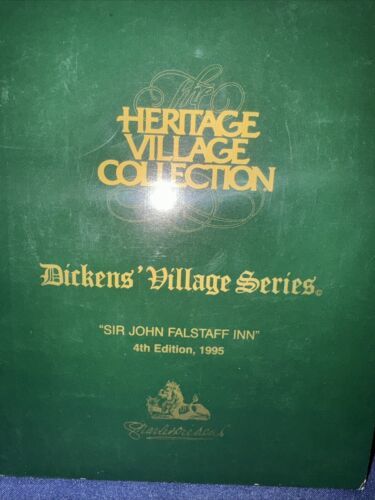 The
HERITAGE
VILLAGE
COLLECTION
Dickens' Village Series©
"SIR JOHN FALSTAFF INN"
4th Edition, 1995